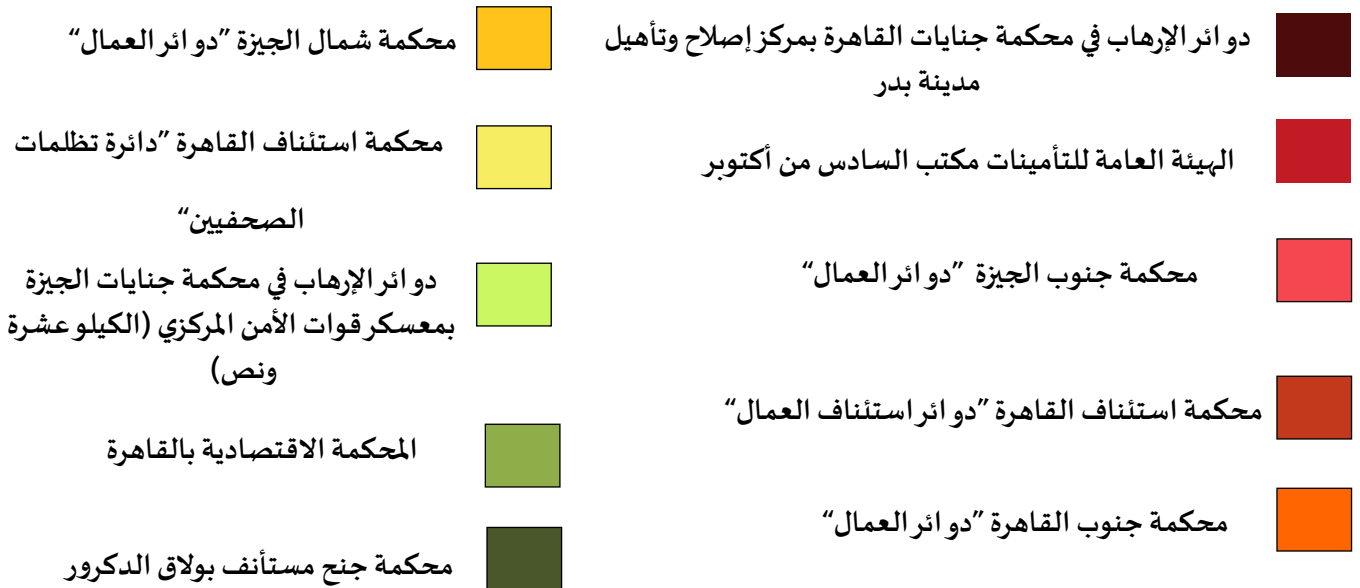 دوائر الإرهاب في محكمة جنايات القاهرة بمركز إصلاح وتأهيل
مدينة بدر
الهيئة العامة للتأمينات مكتب السادس من أكتوبر
محكمة جنوب الجيزة "دوائر العمال"
محكمة استئناف القاهرة "دوائر استئناف العمال"
محكمة جنوب القاهرة "دوائر العمال"
محكمة شمال الجيزة "دوائر العمال"
محكمة استئناف القاهرة "دائرة تظلمات
الصحفيين"
دوائر الإرهاب في محكمة جنايات الجيزة
بمعسكر قوات الأمن المركزي (الكيلو عشرة
ونص)
المحكمة الاقتصادية بالقاهرة
محكمة جنح مستأنف بولاق الدكرور